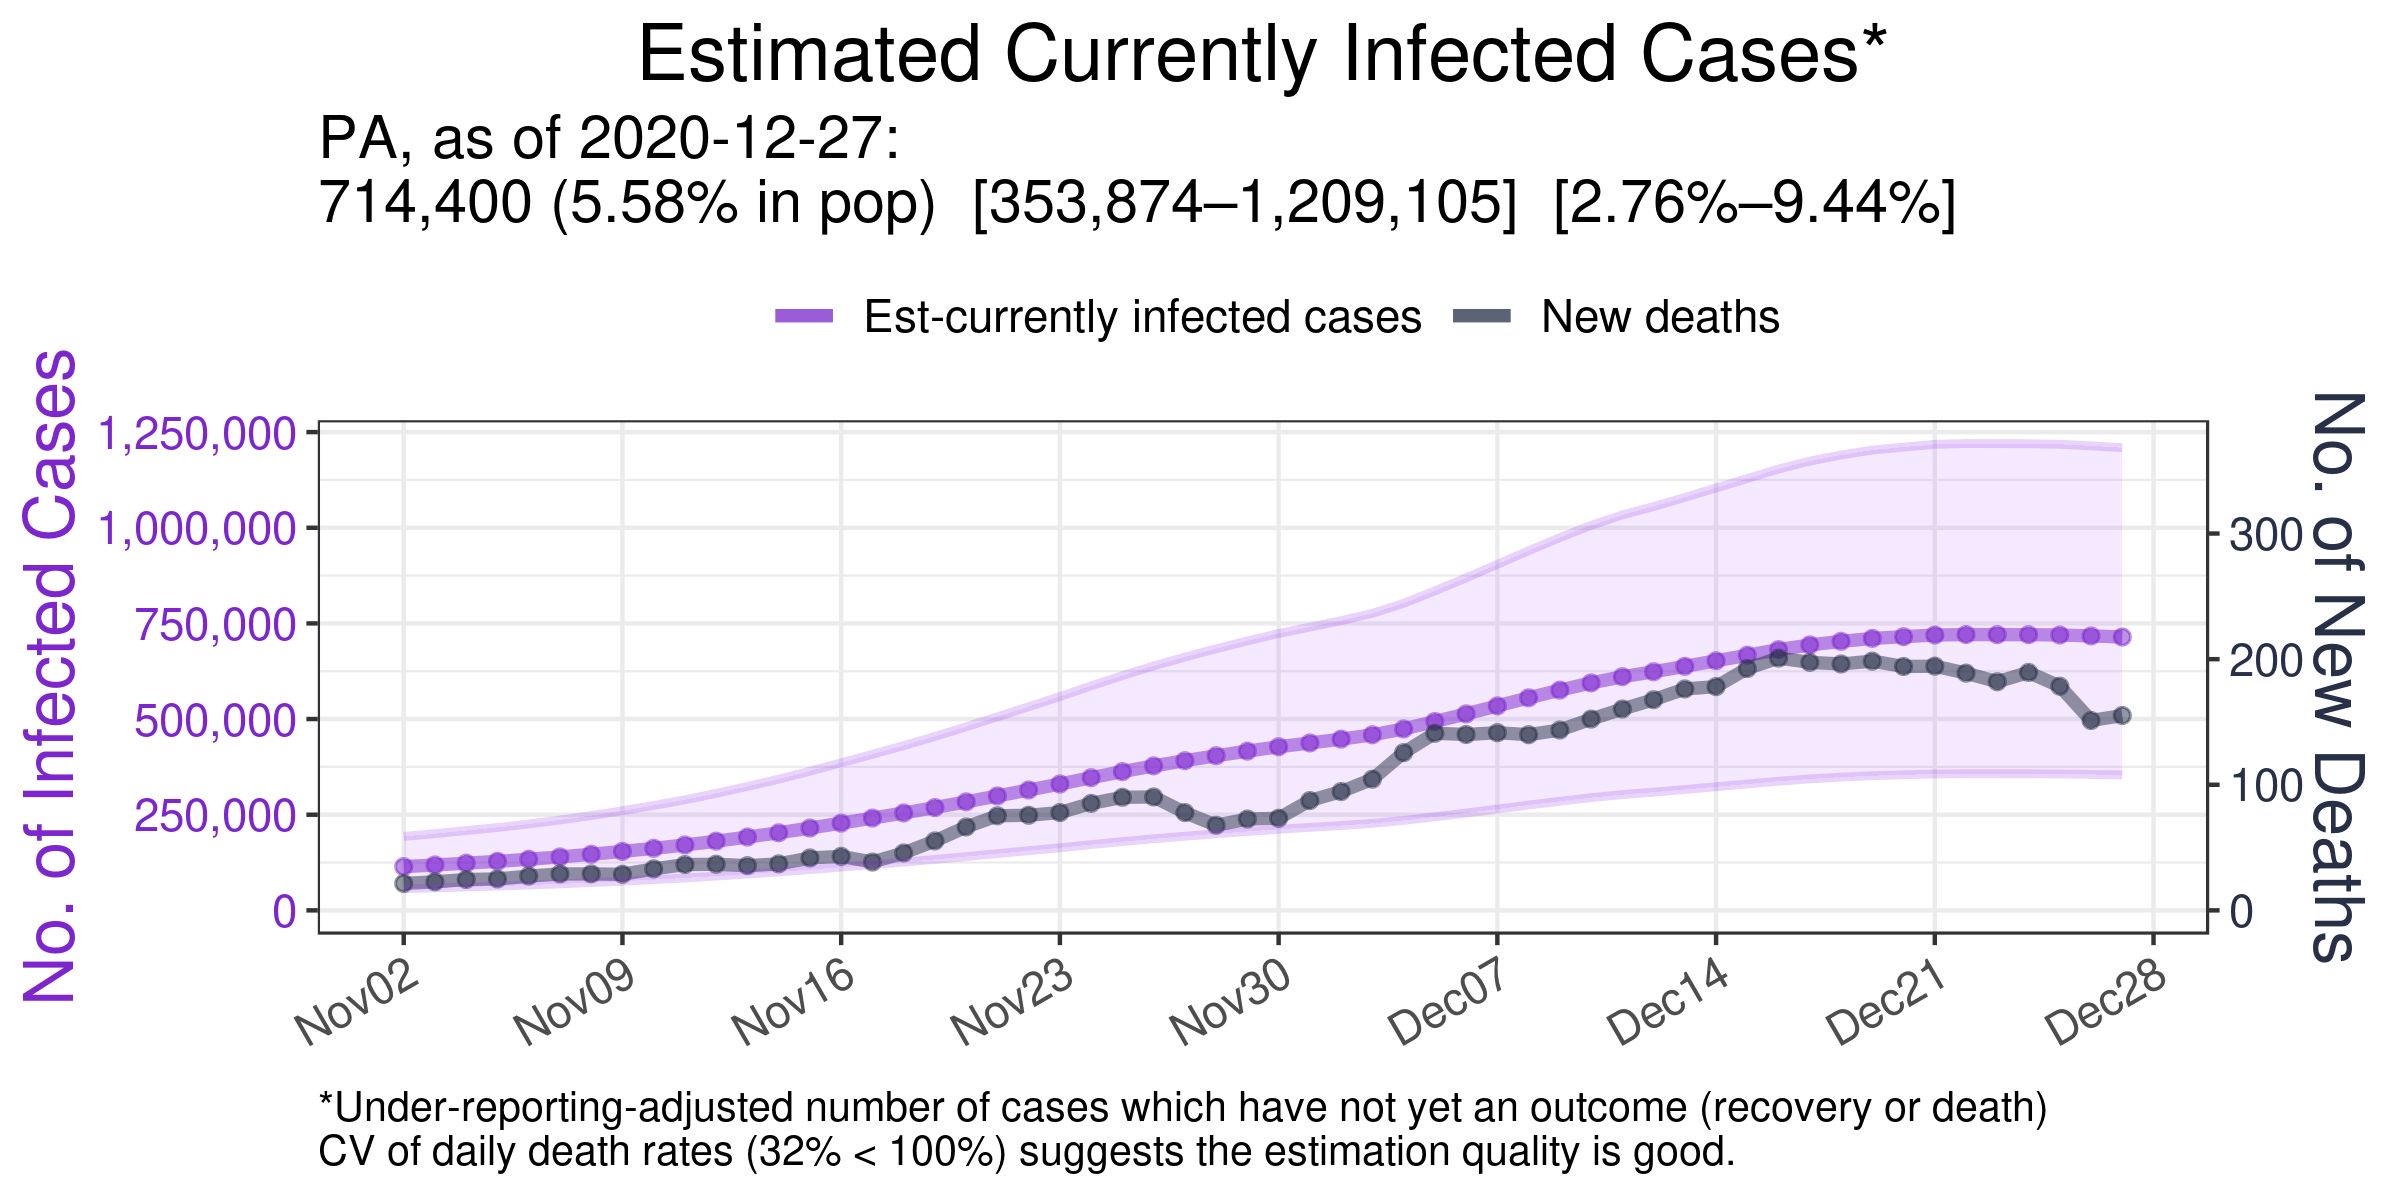 Estimated Currently Infected Cases*
PA, as of 2020-12-27:
714,400 (5.58% in pop)  [353,874–1,209,105]  [2.76%–9.44%]
Est-currently infected cases
New deaths
No. of Infected Cases
1,250,000
1,000,000
750,000
500,000
250,000
0
300
200
100
0
No. of New Deaths
Nov02
Nov09
Nov16
Nov23
Nov30
Dec07
Dec14
Dec21
Dec28
*Under-reporting-adjusted number of cases which have not yet an outcome (recovery or death)
CV of daily death rates (32% < 100%) suggests the estimation quality is good.